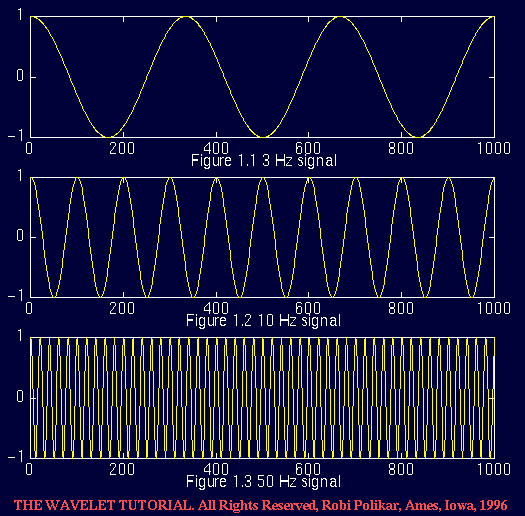 1
0
-1
0 200 400 600 800 1000
Figure 1.1 3 Hz signal
1
0
-1
0 200 400 600 800 1000
Figure 1.2 10 Hz signal
1
0
-1
0 200 400 600 800 1000
Figure 1.3 50 Hz signal
THE WAVELET TUTORIAL. All Rights Reserved, Robi Polikar, Ames, Iowa, 1996